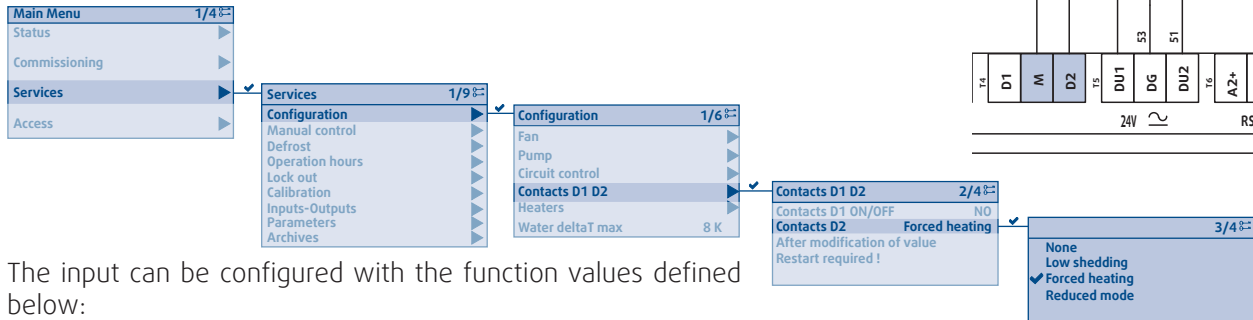 Main Menu 1/4
Status
Commissioning
Services
Access
Services 1/9
Configuration
Manual control
Defrost
Operation hours
Lock out
Calibration
Inputs-Outputs
Parameters
Archives
Configuration 1/6
Fan
Pump
Circuit control
Contacts D1 D2
Heaters
Water deltaT max 8 K
Contacts D1 D2 2/4
Contacts D1 ON/OFF NO
Contacts D2 Forced heating
After modification of value
Restart required !
3/4
None
Low shedding
Forced heating
Reduced mode
53 51
T4 D1 M D2 T5 DU1 DG DU2 T6 A2+
24V RS
The input can be configured with the function values defined
below: